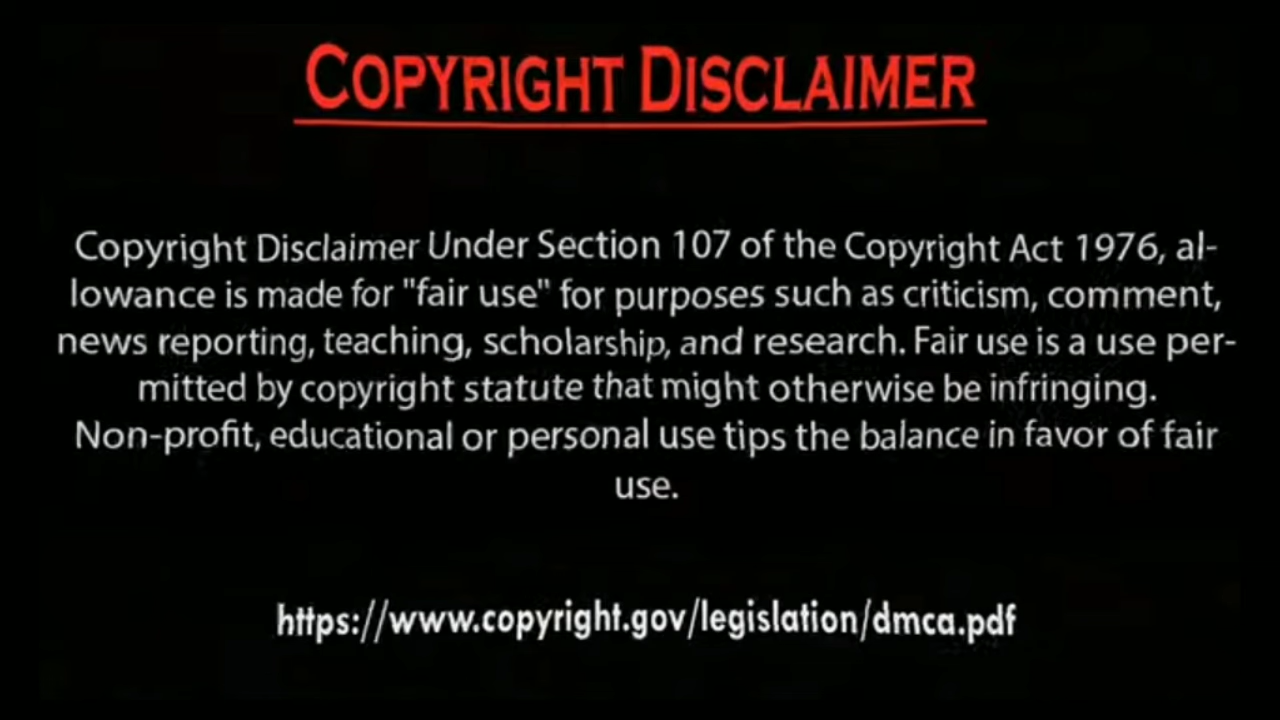 COPYRIGHT DISCLAIMER
Copyright Disclaimer Under Section 107 of the Copyright Act 1976, al-
lowance is made for "fair use" for purposes such as criticism, comment,
news reporting, teaching, scholarship, and research. Fair use is a use per-
mitted by copyright statute that might otherwise be infringing.
Non-profit, educational or personal use tips the balance in favor of fair
use.
https://www.copyright.gov/legislation/dmca.pdf